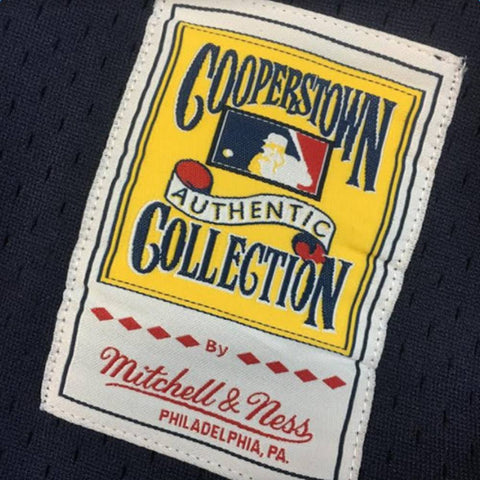 COOPERSTOWN
AUTHENTIC
COLLECTION
By
Mitchell & Ness
PHILADELPHIA, PA.